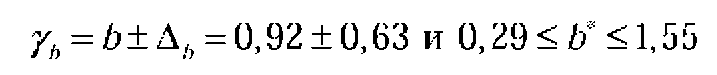 γ_b = b ± Δ_b = 0,92 ± 0,63 и 0,29 ≤ b* ≤ 1,55